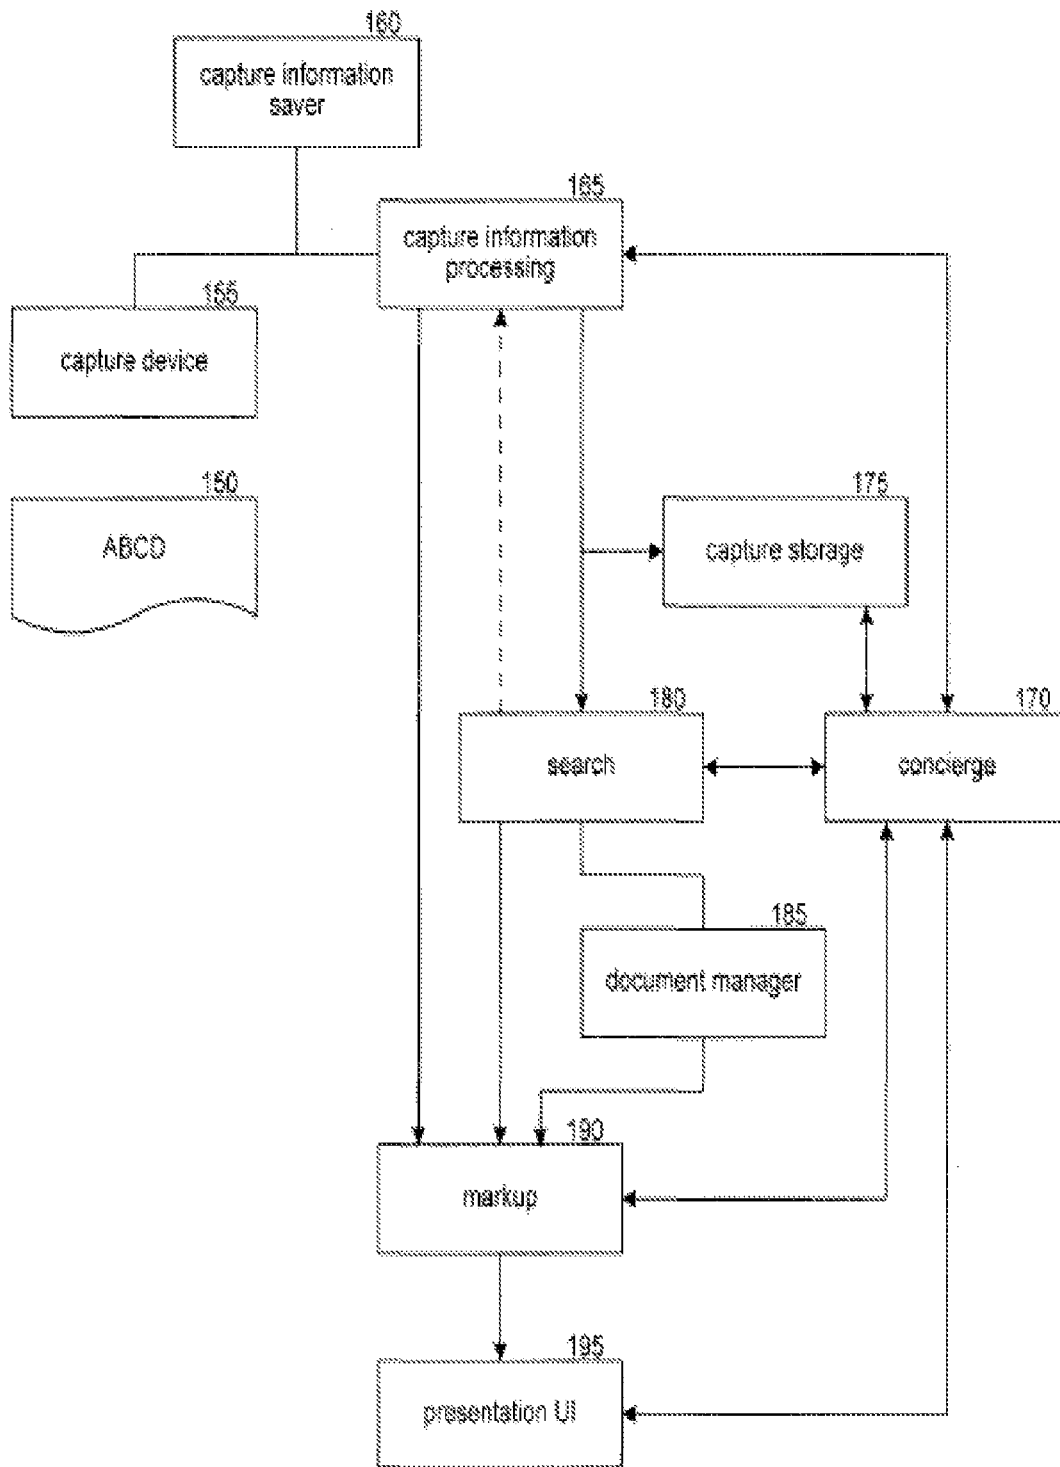 160
capture information
saver
165
capture information
processing
155
capture device
150
ABCD
175
capture storage
180
search
170
concierge
185
document manager
190
markup
195
presentation UI